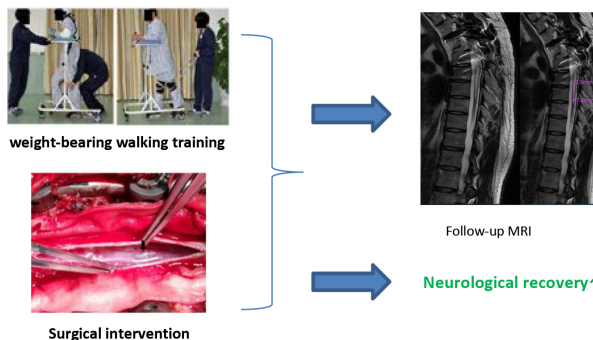 weight-bearing walking training
Surgical intervention
Follow-up MRI
Neurological recovery